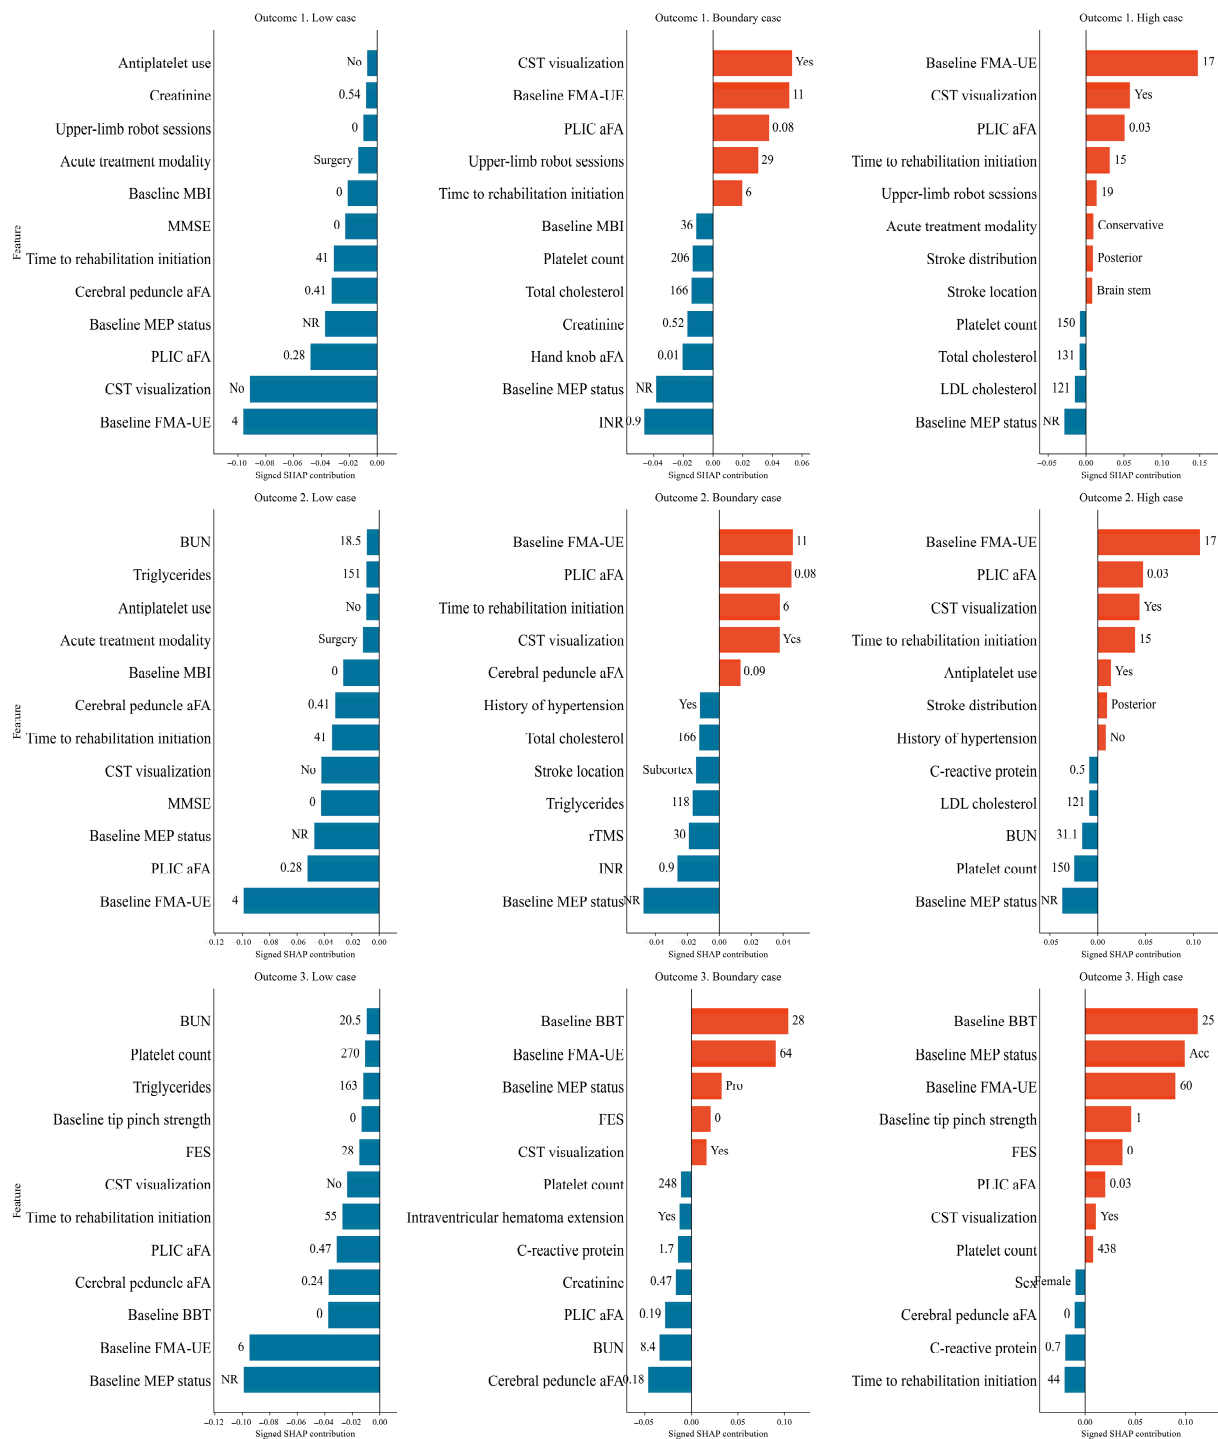 Outcome 1. Low case
Antiplatelet use No
Creatinine 0.54
Upper-limb robot sessions 0
Acute treatment modality Surgery
Baseline MBI 0
MMSE 0
Time to rehabilitation initiation 41
Cerebral peduncle aFA 0.41
Baseline MEP status NR
PLIC aFA 0.28
CST visualization No
Baseline FMA-UE 4
Feature
−0.10 −0.08 −0.06 −0.04 −0.02 0.00
Signed SHAP contribution
Outcome 1. Boundary case
CST visualization Yes
Baseline FMA-UE 11
PLIC aFA 0.08
Upper-limb robot sessions 29
Time to rehabilitation initiation 6
Baseline MBI 36
Platelet count 206
Total cholesterol 166
Creatinine 0.52
Hand knob aFA 0.01
Baseline MEP status NR
INR 0.9
−0.04 −0.02 0.00 0.02 0.04 0.06
Signed SHAP contribution
Outcome 1. High case
Baseline FMA-UE 17
CST visualization Yes
PLIC aFA 0.03
Time to rehabilitation initiation 15
Upper-limb robot sessions 19
Acute treatment modality Conservative
Stroke distribution Posterior
Stroke location Brain stem
Platelet count 150
Total cholesterol 131
LDL cholesterol 121
Baseline MEP status NR
−0.05 0.00 0.05 0.10 0.15
Signed SHAP contribution
Outcome 2. Low case
BUN 18.5
Triglycerides 151
Antiplatelet use No
Acute treatment modality Surgery
Baseline MBI 0
Cerebral peduncle aFA 0.41
Time to rehabilitation initiation 41
CST visualization No
MMSE 0
Baseline MEP status NR
PLIC aFA 0.28
Baseline FMA-UE 4
Feature
−0.12 −0.10 −0.08 −0.06 −0.04 −0.02 0.00
Signed SHAP contribution
Outcome 2. Boundary case
Baseline FMA-UE 11
PLIC aFA 0.08
Time to rehabilitation initiation 6
CST visualization Yes
Cerebral peduncle aFA 0.09
History of hypertension Yes
Total cholesterol 166
Stroke location Subcortex
Triglycerides 118
rTMS 30
INR 0.9
Baseline MEP status NR
−0.04 −0.02 0.00 0.02 0.04
Signed SHAP contribution
Outcome 2. High case
Baseline FMA-UE 17
PLIC aFA 0.03
CST visualization Yes
Time to rehabilitation initiation 15
Antiplatelet use Yes
Stroke distribution Posterior
History of hypertension No
C-reactive protein 0.5
LDL cholesterol 121
BUN 31.1
Platelet count 150
Baseline MEP status NR
−0.05 0.00 0.05 0.10
Signed SHAP contribution
Outcome 3. Low case
BUN 20.5
Platelet count 270
Triglycerides 163
Baseline tip pinch strength 0
FES 28
CST visualization No
Time to rehabilitation initiation 55
PLIC aFA 0.47
Cerebral peduncle aFA 0.24
Baseline BBT 0
Baseline FMA-UE 6
Baseline MEP status NR
Feature
−0.12 −0.10 −0.08 −0.06 −0.04 −0.02 0.00
Signed SHAP contribution
Outcome 3. Boundary case
Baseline BBT 28
Baseline FMA-UE 64
Baseline MEP status Pro
FES 0
CST visualization Yes
Platelet count 248
Intraventricular hematoma extension Yes
C-reactive protein 1.7
Creatinine 0.47
PLIC aFA 0.19
BUN 8.4
Cerebral peduncle aFA 0.18
−0.05 0.00 0.05 0.10
Signed SHAP contribution
Outcome 3. High case
Baseline BBT 25
Baseline MEP status Acc
Baseline FMA-UE 60
Baseline tip pinch strength 1
FES 0
PLIC aFA 0.03
CST visualization Yes
Platelet count 438
Sex Female
Cerebral peduncle aFA 0
C-reactive protein 0.7
Time to rehabilitation initiation 44
0.00 0.05 0.10
Signed SHAP contribution